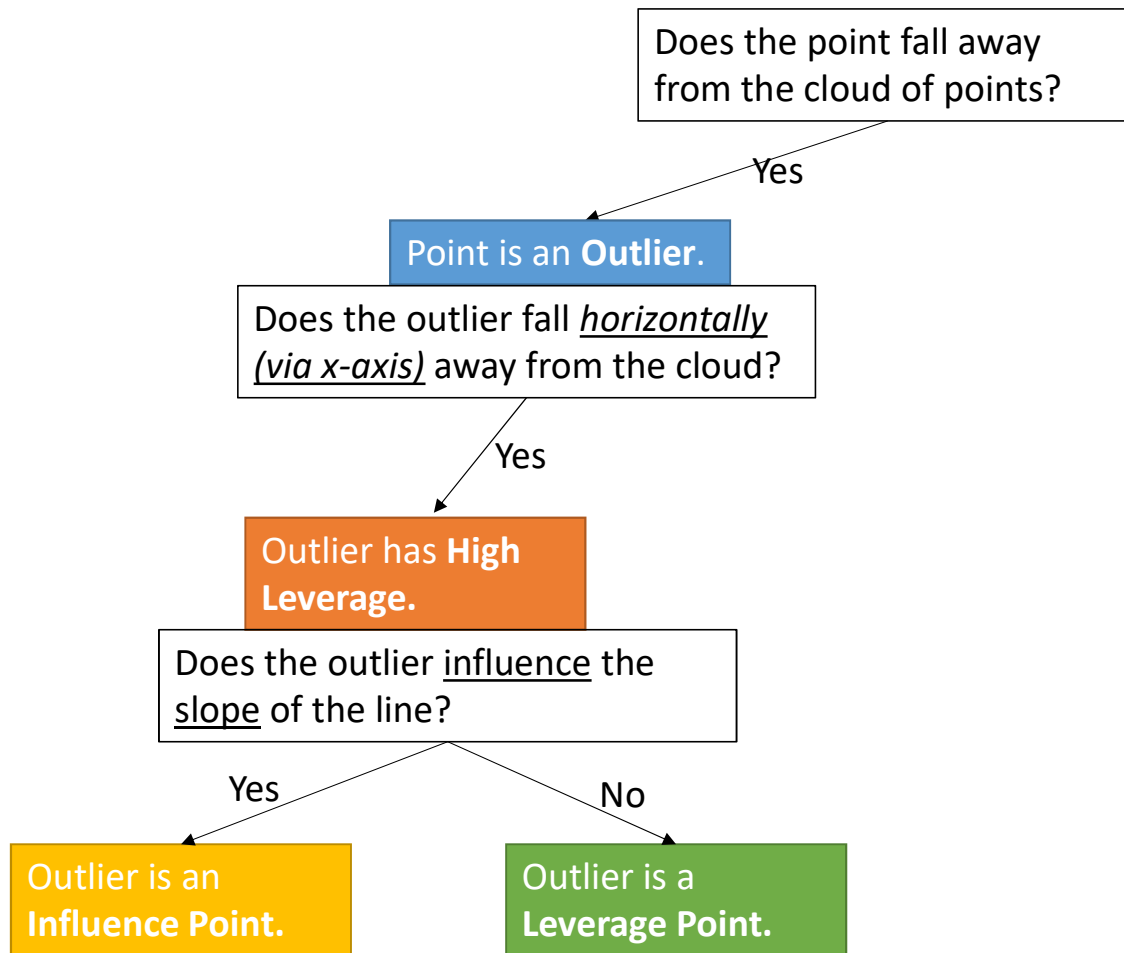 Does the point fall away
from the cloud of points?
Yes
Point is an Outlier.
Does the outlier fall horizontally
(via x-axis) away from the cloud?
Yes
Outlier has High
Leverage.
Does the outlier influence the
slope of the line?
Yes
No
Outlier is an
Influence Point.
Outlier is a
Leverage Point.